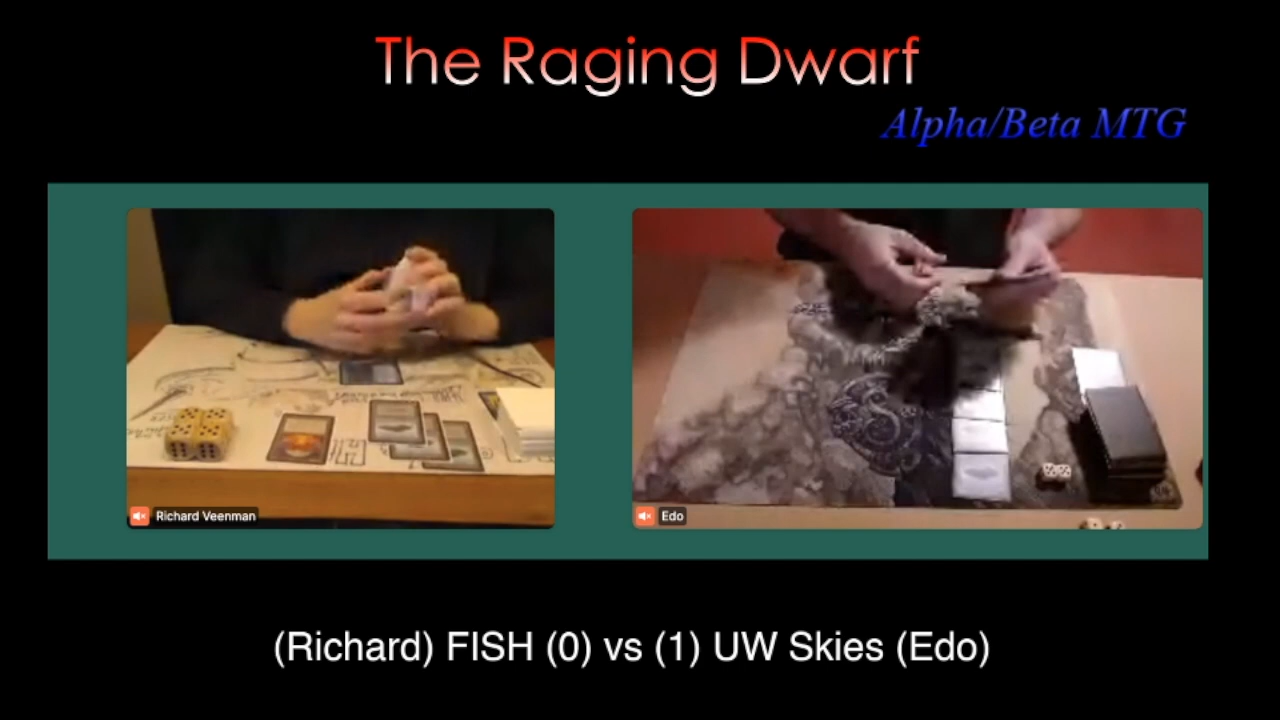 The Raging Dwarf
Alpha/Beta MTG
Richard Veenman
Edo
(Richard) FISH (0) vs (1) UW Skies (Edo)